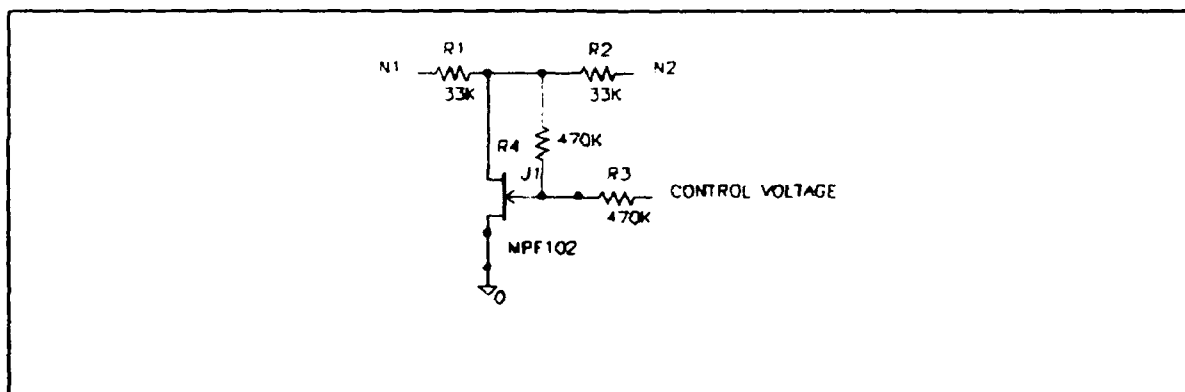 R1 R2
N1 N2
33K 33K
R4 470K
J1 R3
CONTROL VOLTAGE
470K
MPF102
0